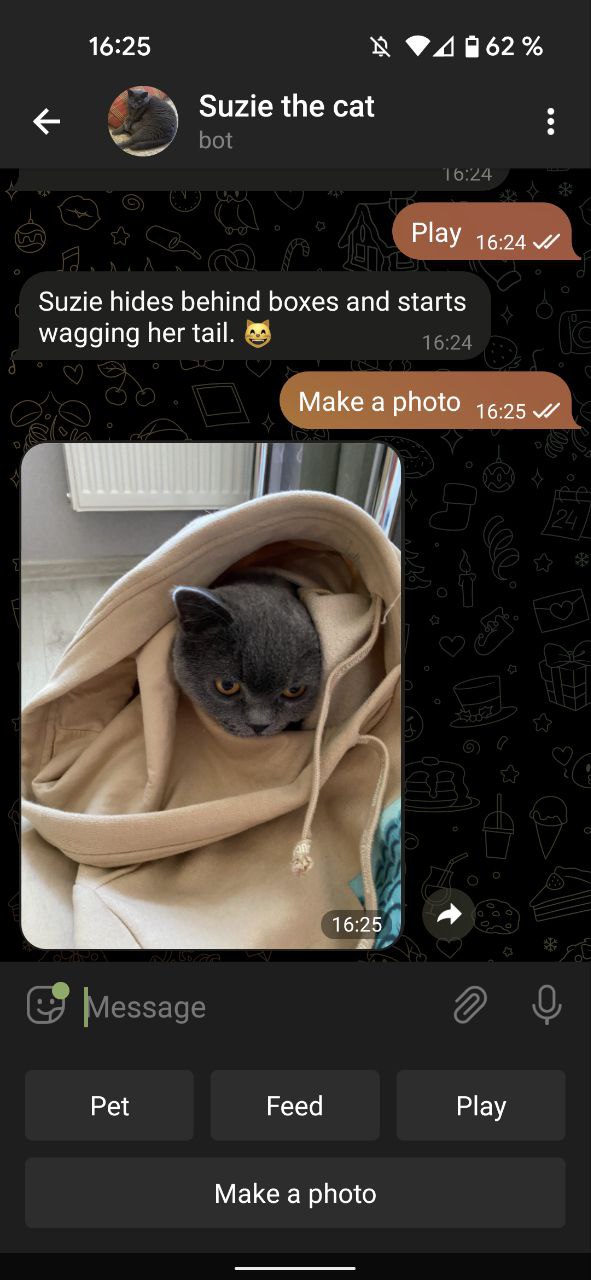 16:25
62 %
Suzie the cat
bot
16:24
Play 16:24
Suzie hides behind boxes and starts
wagging her tail. 😸 16:24
Make a photo 16:25
24
16:25
Message
Pet
Feed
Play
Make a photo